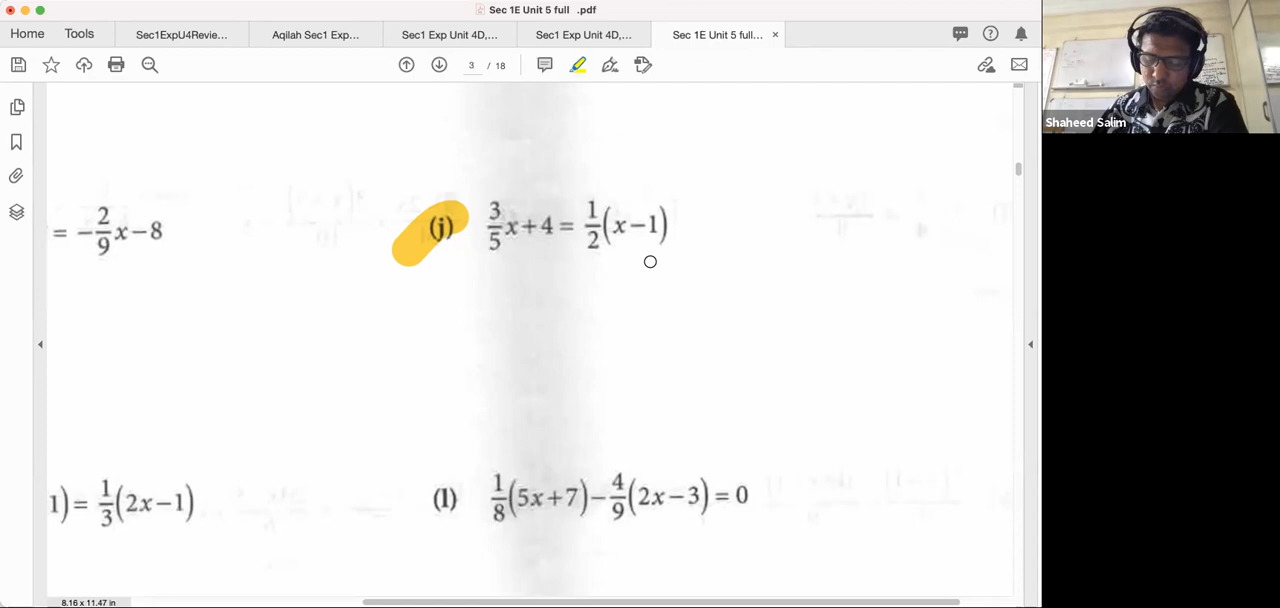 Sec 1E Unit 5 full .pdf
Home Tools Sec1ExpU4Revie... Aqilah Sec1 Exp... Sec1 Exp Unit 4D,... Sec1 Exp Unit 4D,... Sec 1E Unit 5 full... ×
3 / 18
Shaheed Salim
= -2/9x-8
(j) 3/5x+4= 1/2(x-1)
1)= 1/3(2x-1)
(l) 1/8(5x+7)-4/9(2x-3)=0
8.16 x 11.47 in